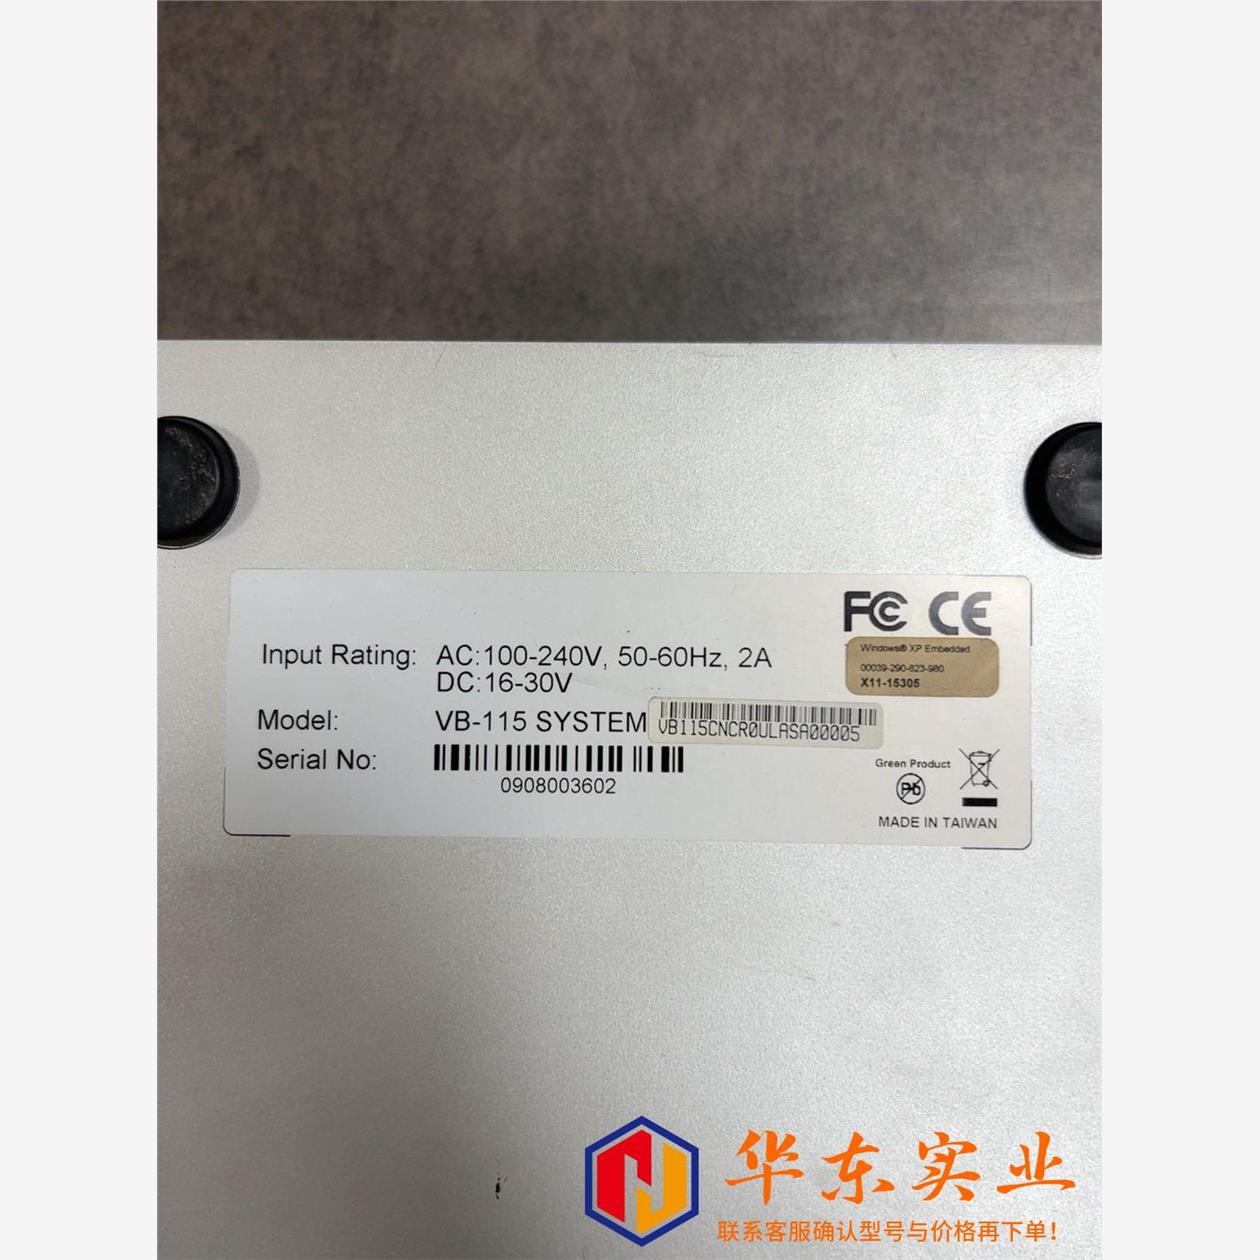 FC CE
Input Rating: AC:100-240V, 50-60Hz, 2A
DC:16-30V
Windows® XP Embedded
00039-290-823-980
X11-15305
Model: VB-115 SYSTEM
VB115CNCR0ULASA00005
Serial No:
0908003602
Green Product
Pb
MADE IN TAIWAN
华东实业
联系客服确认型号与价格再下单！